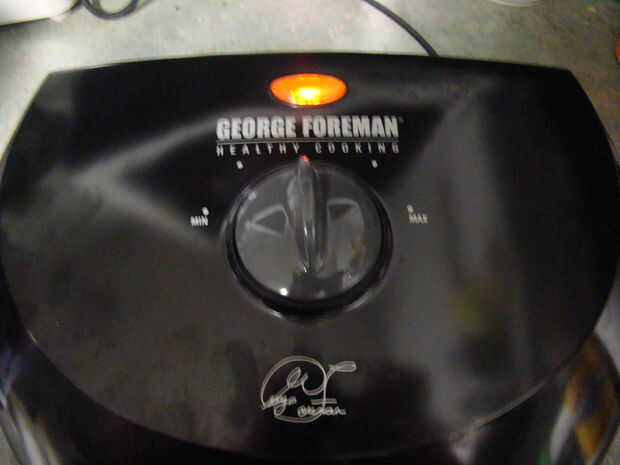 GEORGE FOREMAN®
HEALTHY COOKING
MIN
MAX